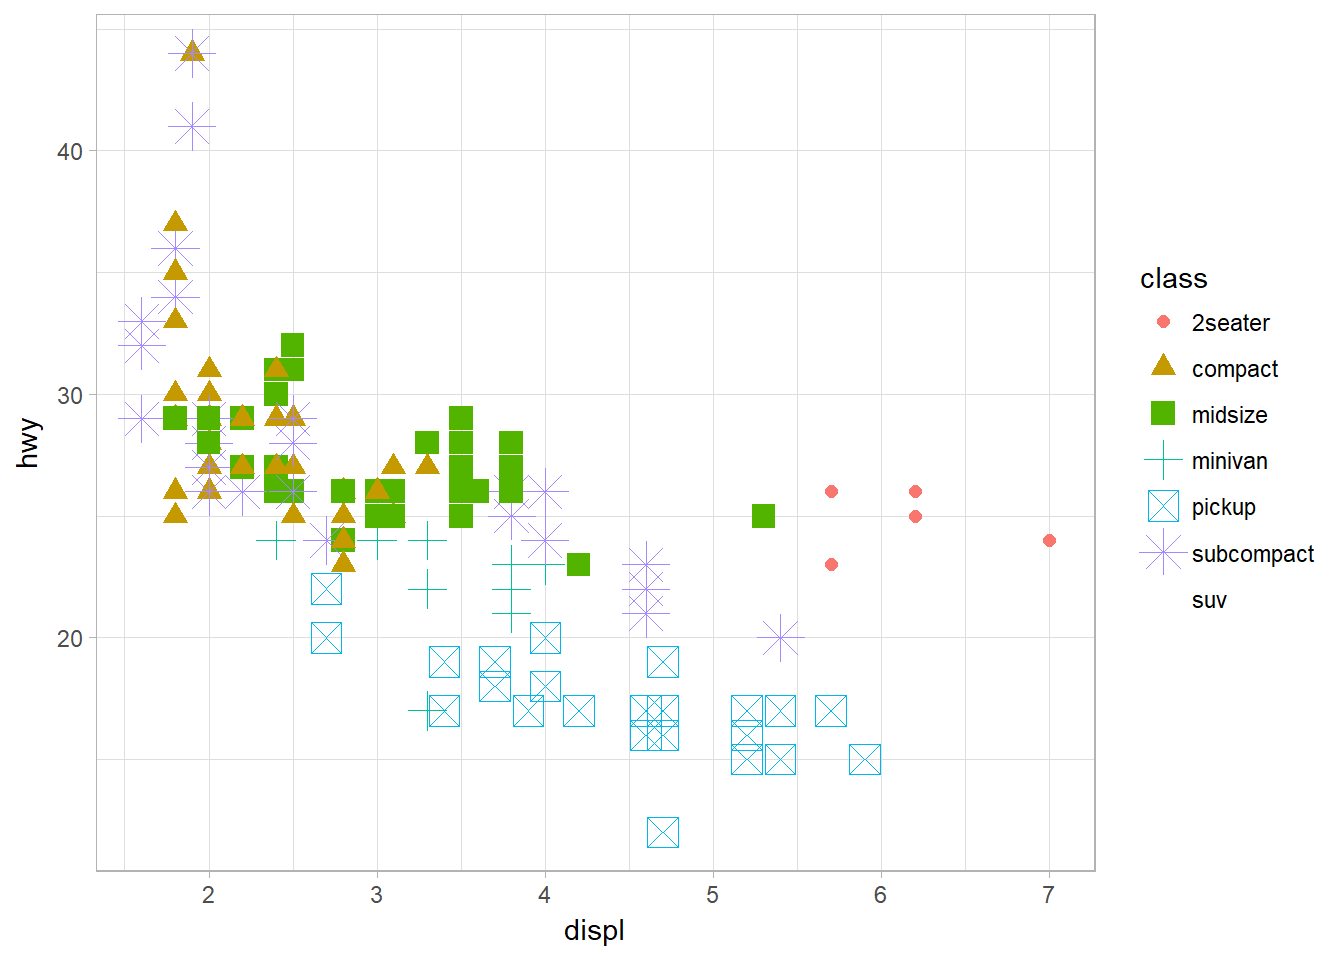 40
30
20
hwy
2 3 4 5 6 7
displ
class
2seater
compact
midsize
minivan
pickup
subcompact
suv